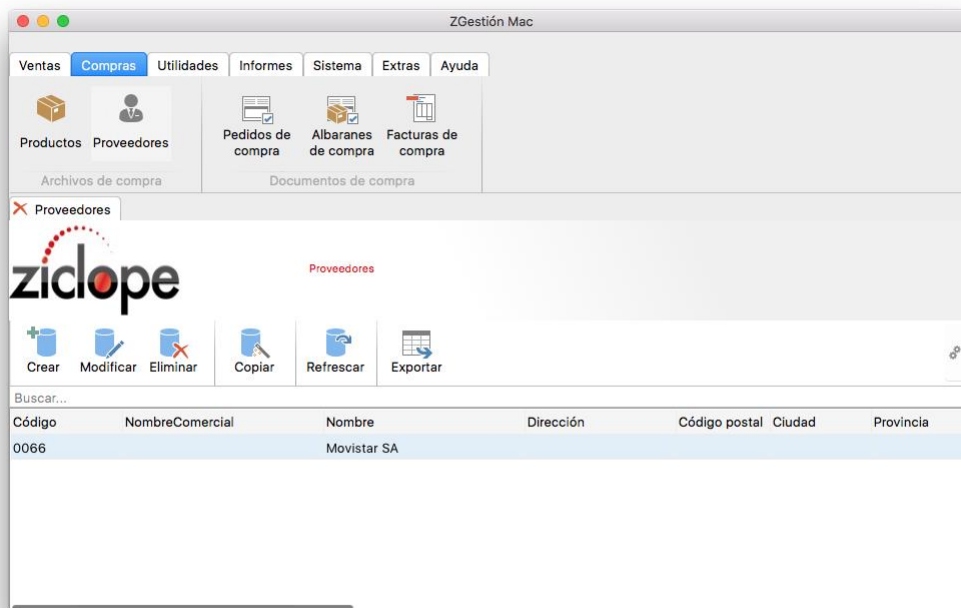 ZGestión Mac
Ventas Compras Utilidades Informes Sistema Extras Ayuda
Productos Proveedores
Pedidos de compra
Albaranes de compra
Facturas de compra
Archivos de compra
Documentos de compra
Proveedores
ziclope
Proveedores
Crear Modificar Eliminar Copiar Refrescar Exportar
Buscar...
Código NombreComercial Nombre Dirección Código postal Ciudad Provincia
0066 Movistar SA